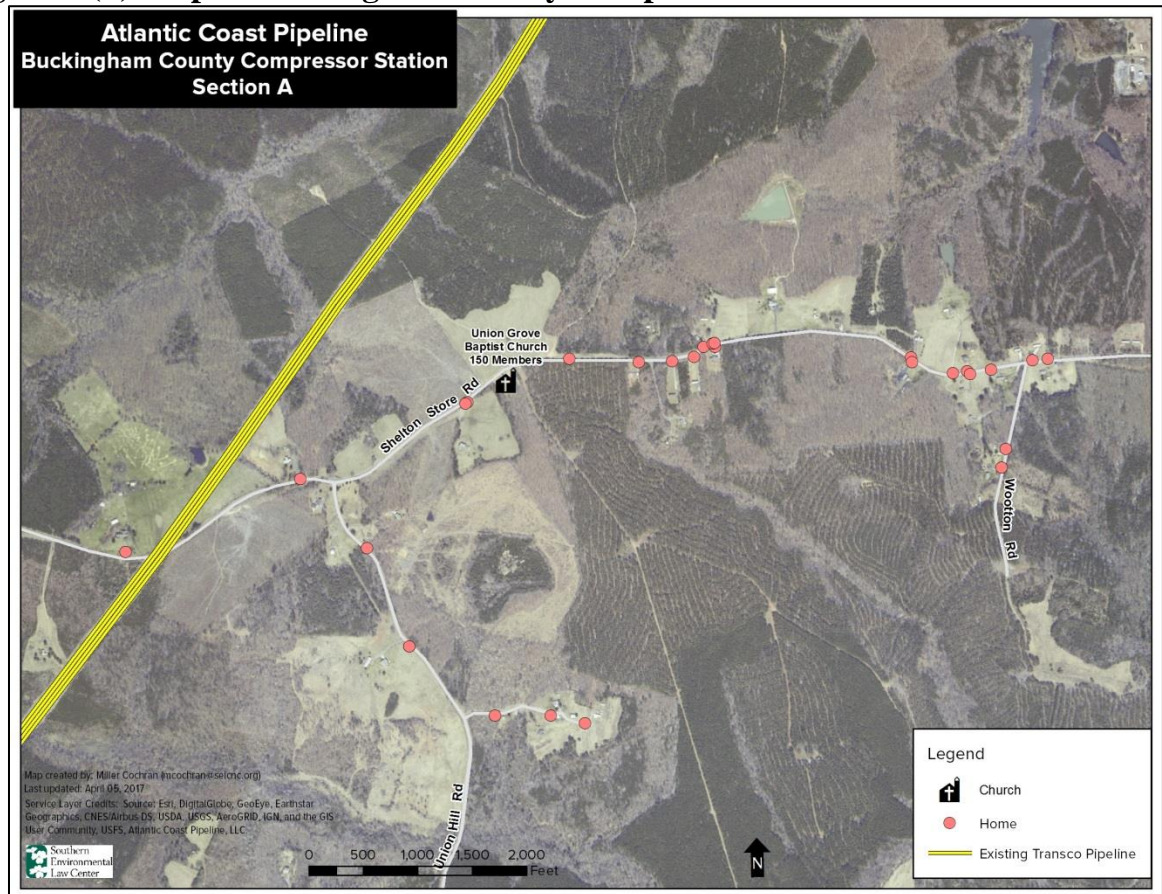 Atlantic Coast Pipeline
Buckingham County Compressor Station
Section A
Union Grove
Baptist Church
150 Members
Shelton Store Rd
Wootton Rd
Union Hill Rd
Legend
Church
Home
Existing Transco Pipeline
Map created by: Miller Cochran (mcochran@selcnc.org)
Last updated: April 05, 2017
Service Layer Credits: Source: Esri, DigitalGlobe, GeoEye, Earthstar
Geographics, CNES/Airbus DS, USDA, USGS, AeroGRID, IGN, and the GIS
User Community, USFS, Atlantic Coast Pipeline, LLC
Southern
Environmental
Law Center
0 500 1,000 1,500 2,000
Feet
N